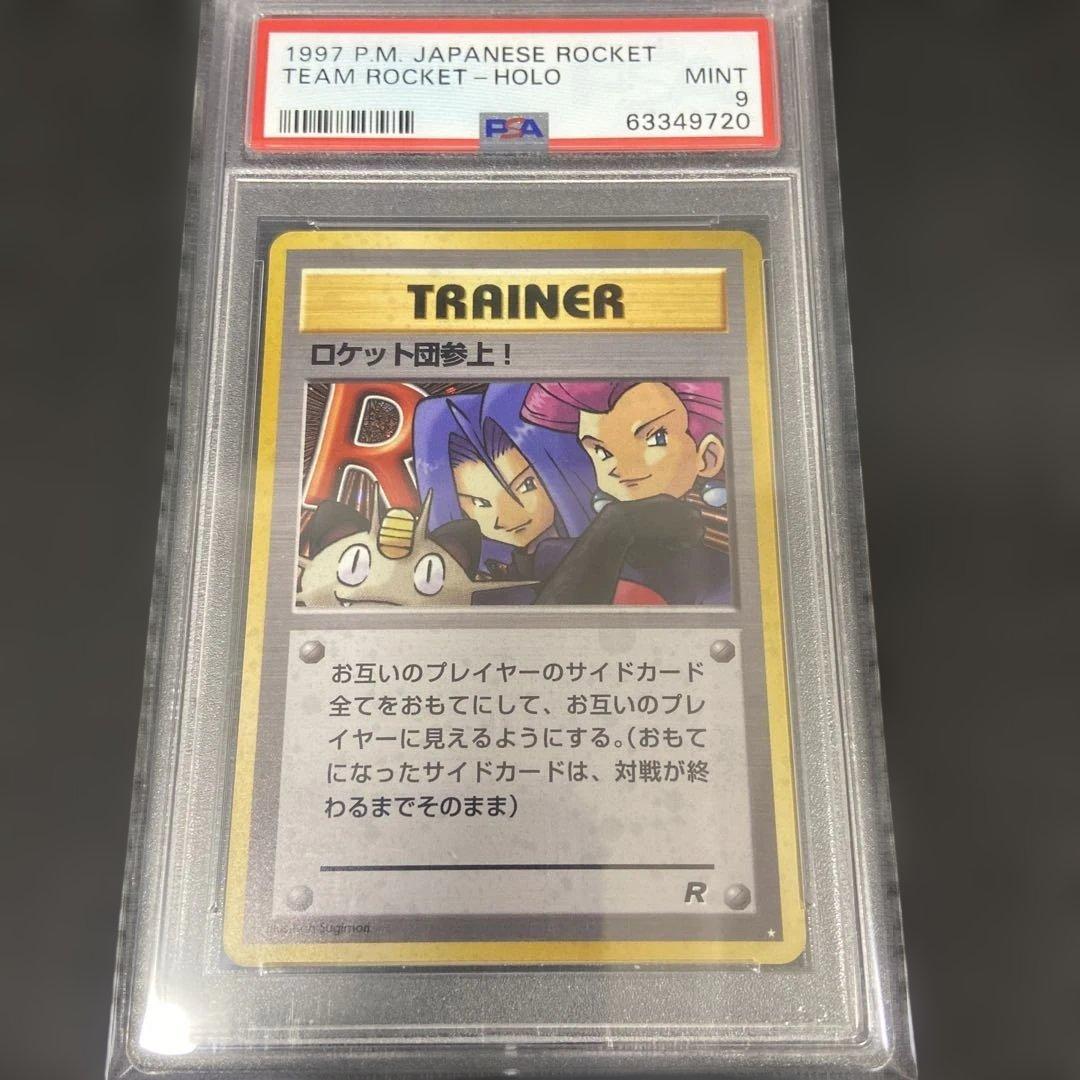 1997 P.M. JAPANESE ROCKET
TEAM ROCKET-HOLO MINT
9
PSA 63349720
TRAINER
ロケット団参上!
R
お互いのプレイヤーのサイドカード
全てをおもてにして、お互いのプレ
イヤーに見えるようにする。(おもて
になったサイドカードは、対戦が終
わるまでそのまま)
R
Illus. Ken Sugimori